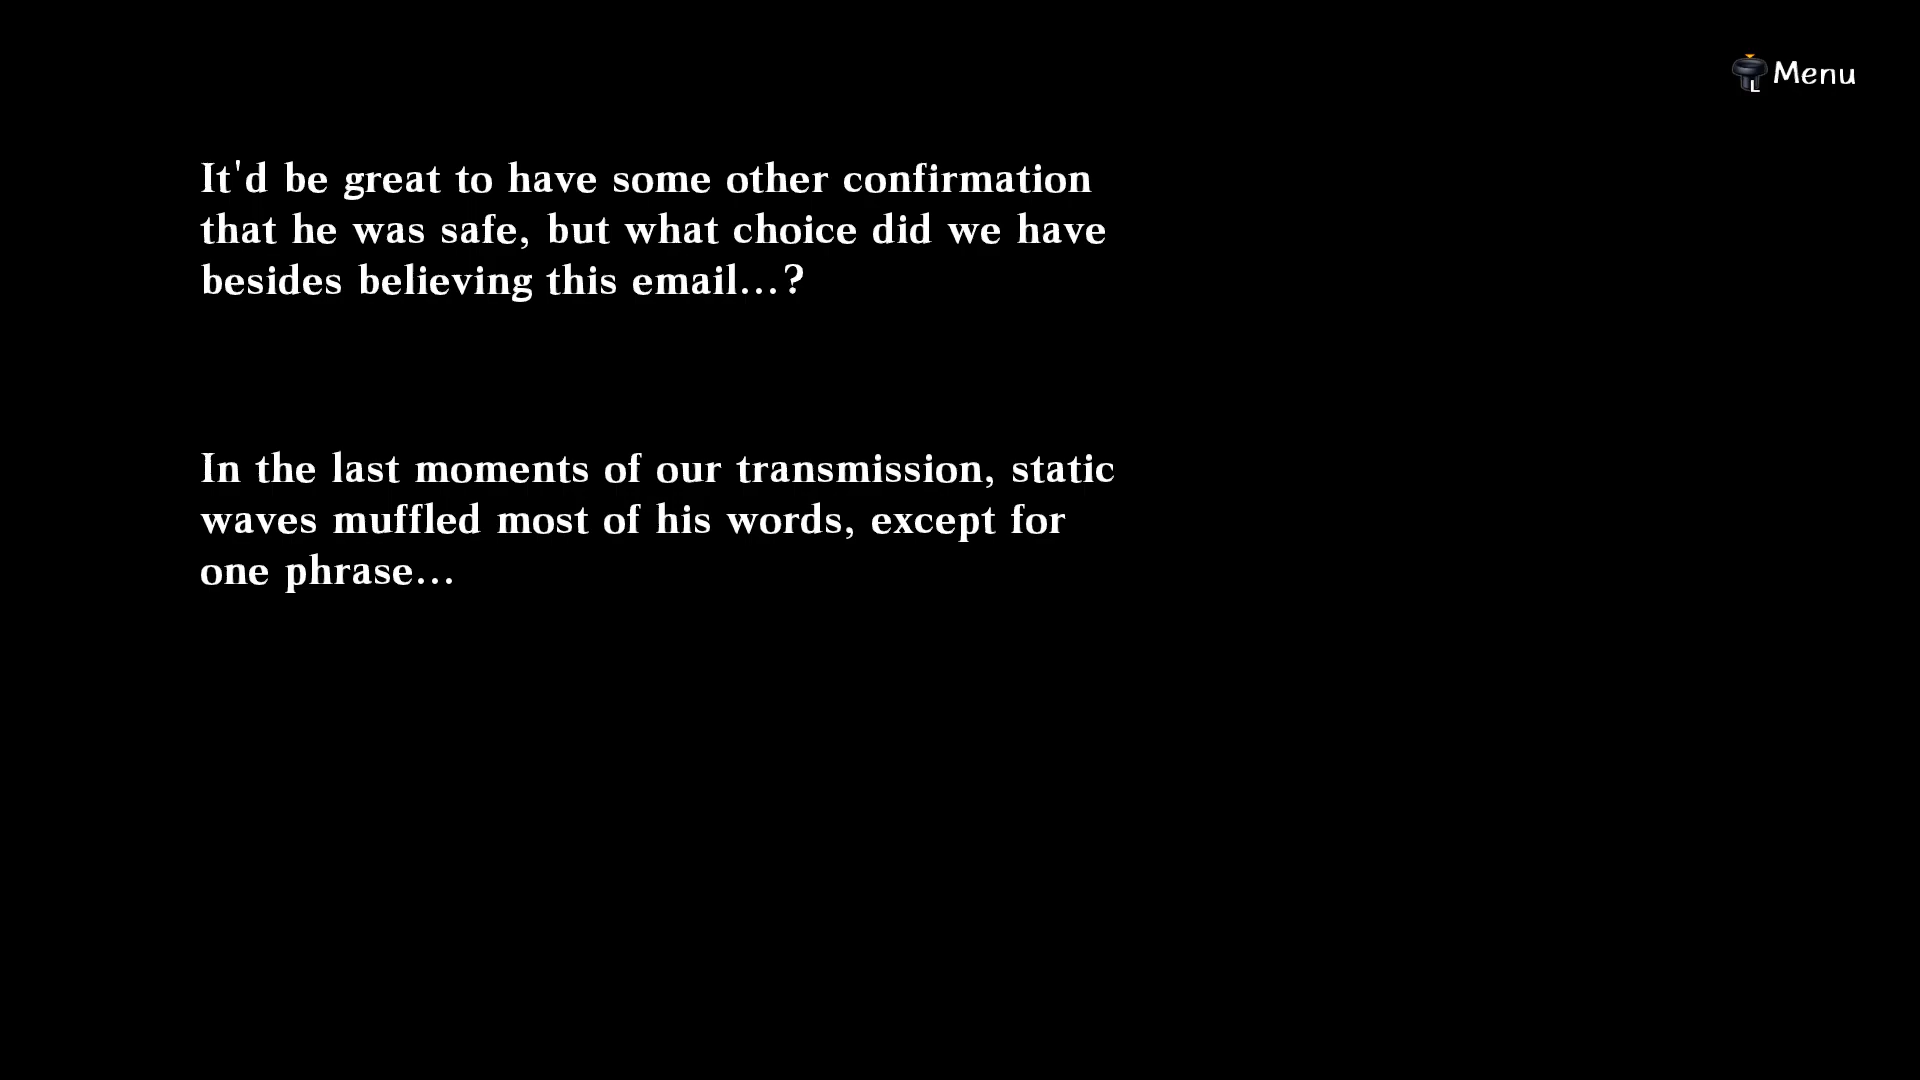 Menu
It'd be great to have some other confirmation
that he was safe, but what choice did we have
besides believing this email...?
In the last moments of our transmission, static
waves muffled most of his words, except for
one phrase...